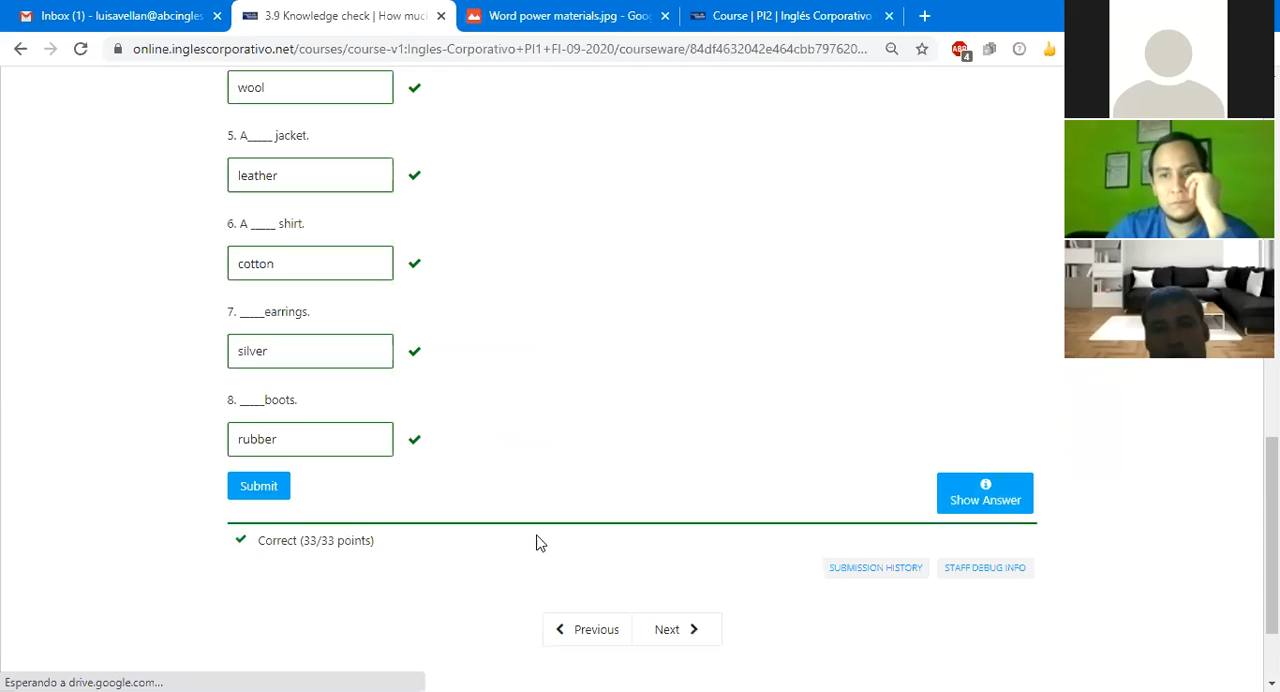 Inbox (1) - luisavellan@abcingles
3.9 Knowledge check | How muc
Word power materials.jpg - Goo
Course | PI2 | Inglés Corporativo
online.inglescorporativo.net/courses/course-v1:Ingles-Corporativo+PI1+FI-09-2020/courseware/84df4632042e464cbb797620...
4
wool
5. A____ jacket.
leather
6. A ____ shirt.
cotton
7. ____earrings.
silver
8. ____boots.
rubber
Submit
Show Answer
Correct (33/33 points)
SUBMISSION HISTORY
STAFF DEBUG INFO
Previous
Next
Esperando a drive.google.com...